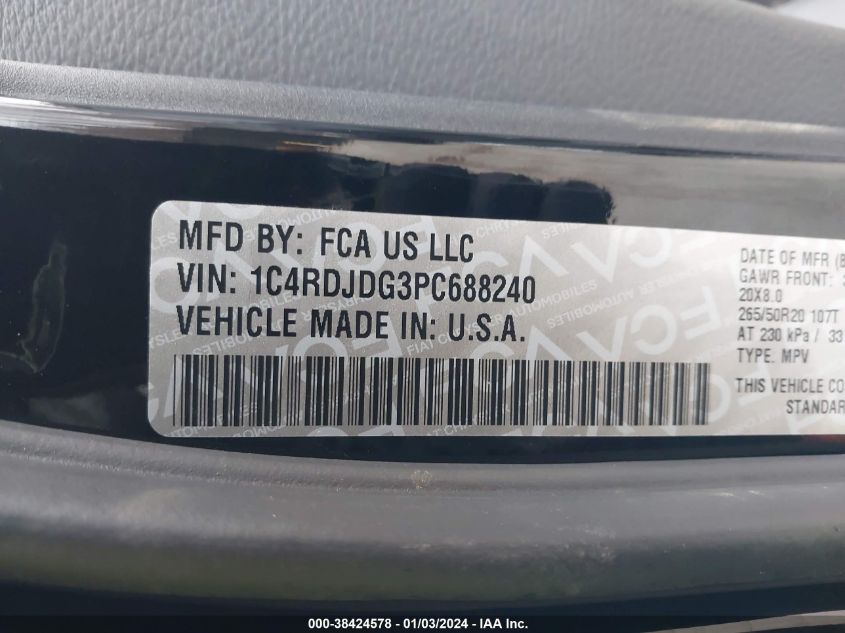 MFD BY: FCA US LLC
VIN: 1C4RDJDG3PC688240
VEHICLE MADE IN: U.S.A.
DATE OF MFR (
GAWR FRONT:
20X8.0
265/50R20 107T
AT 230 kPa / 33
TYPE. MPV
THIS VEHICLE CO
STANDAR
000-38424578 - 01/03/2024 - IAA Inc.